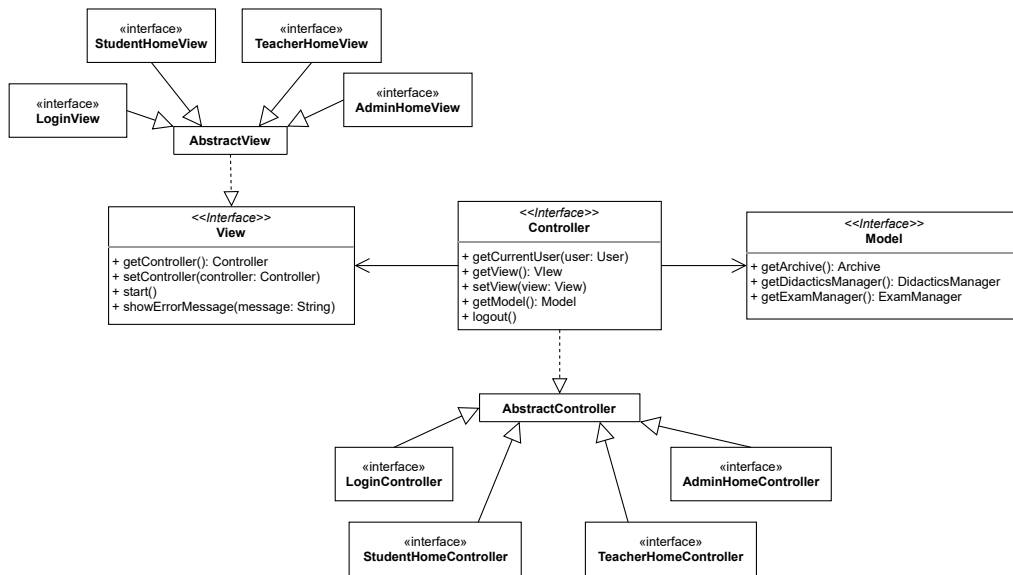 «interface»
StudentHomeView
«interface»
TeacherHomeView
«interface»
LoginView
«interface»
AdminHomeView
AbstractView
<<Interface>>
View
+ getController(): Controller
+ setController(controller: Controller)
+ start()
+ showErrorMessage(message: String)
<<Interface>>
Controller
+ getCurrentUser(user: User)
+ getView(): VIew
+ setView(view: View)
+ getModel(): Model
+ logout()
<<Interface>>
Model
+ getArchive(): Archive
+ getDidacticsManager(): DidacticsManager
+ getExamManager(): ExamManager
AbstractController
«interface»
LoginController
«interface»
AdminHomeController
«interface»
StudentHomeController
«interface»
TeacherHomeController